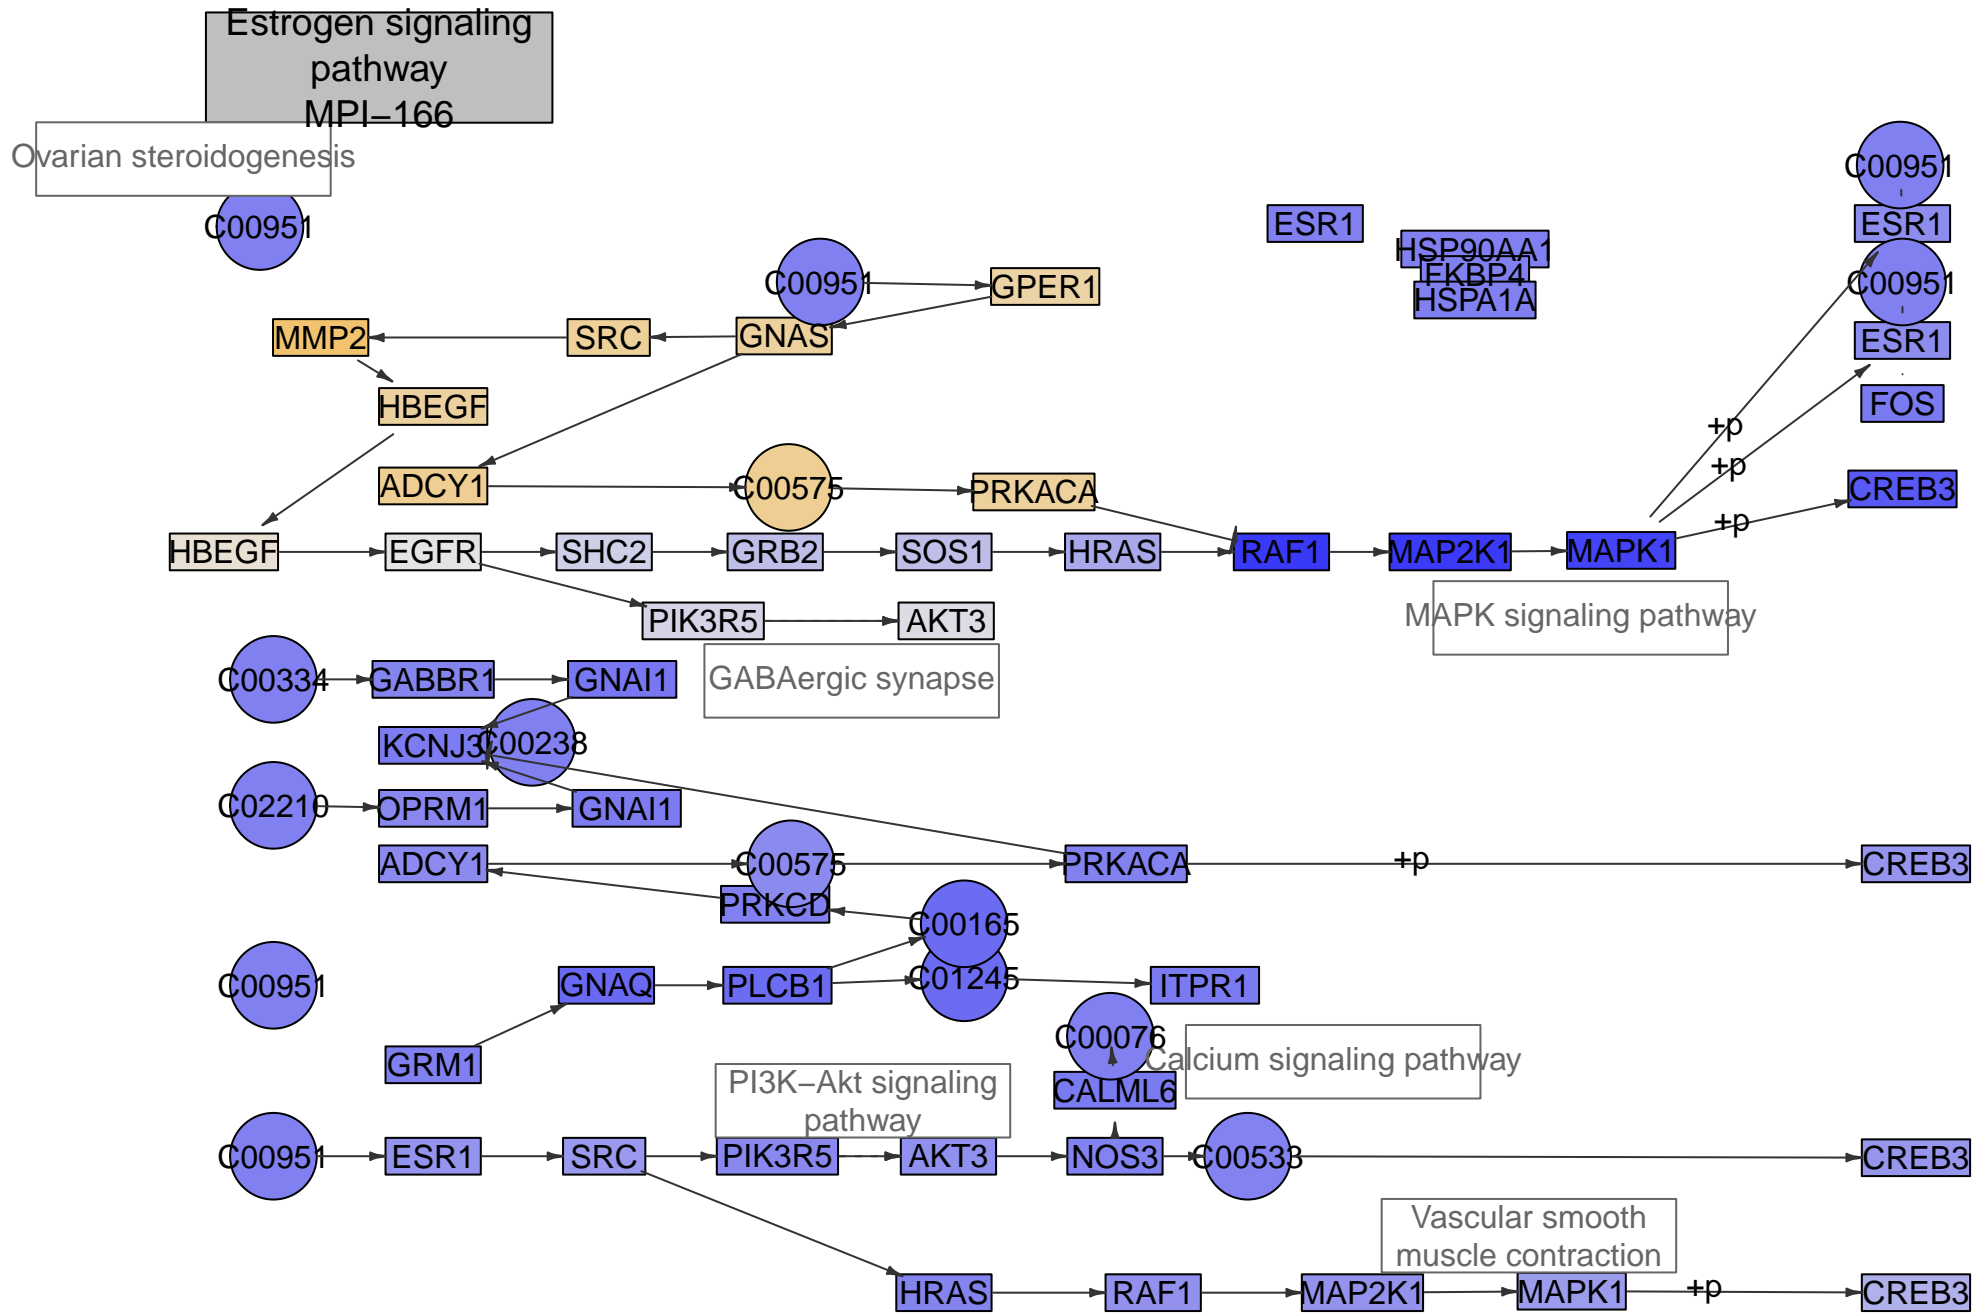 Estrogen signaling
pathway
MPI−166
Ovarian steroidogenesis
C00951
C00951
ESR1
C00951
ESR1
HSP90AA1
FKBP4
HSPA1A
C00951
GPER1
C00951
ESR1
MMP2
SRC
GNAS
ESR1
HBEGF
FOS
+p
+p
ADCY1
C00575
PRKACA
CREB3
+p
HBEGF
EGFR
SHC2
GRB2
SOS1
HRAS
RAF1
MAP2K1
MAPK1
PIK3R5
AKT3
MAPK signaling pathway
C00334
GABBR1
GNAI1
GABAergic synapse
KCNJ3
C00238
C02210
OPRM1
GNAI1
ADCY1
C00575
PRKACA
+p
CREB3
PRKCD
C00165
C00951
GNAQ
PLCB1
C01245
ITPR1
C00076
Calcium signaling pathway
GRM1
CALML6
PI3K−Akt signaling
pathway
C00951
ESR1
SRC
PIK3R5
AKT3
NOS3
C00533
CREB3
Vascular smooth
muscle contraction
HRAS
RAF1
MAP2K1
MAPK1
+p
CREB3